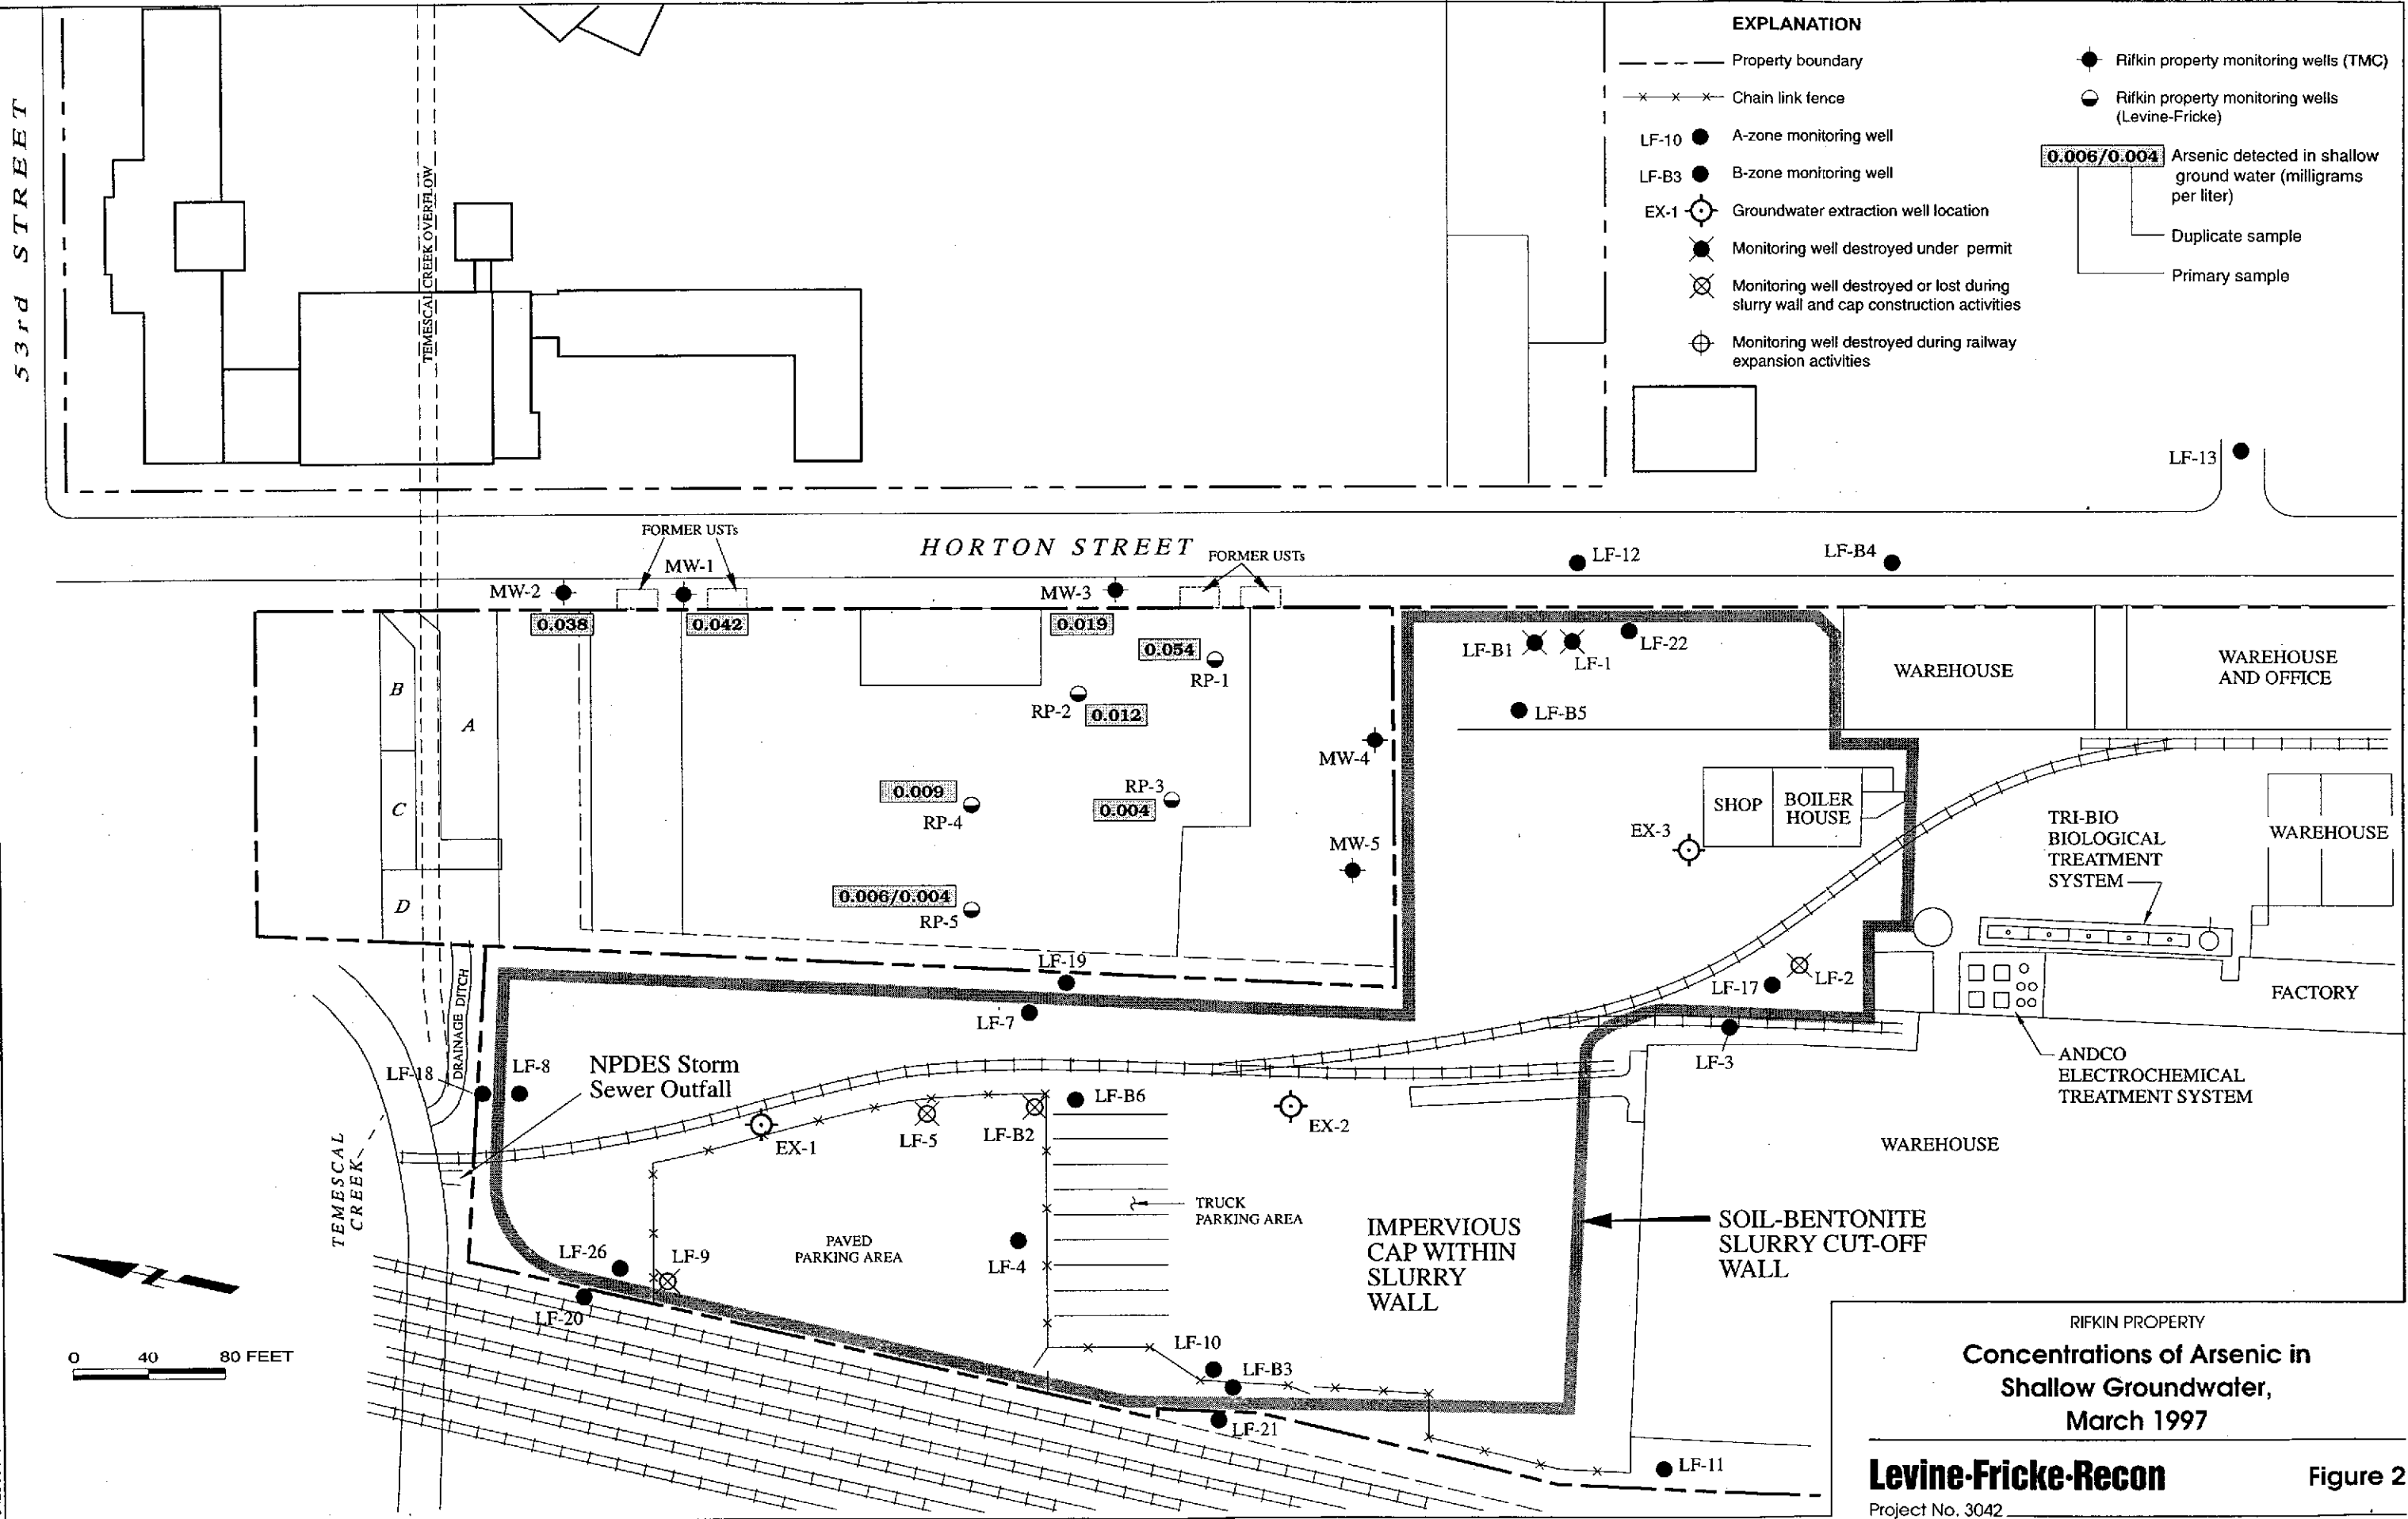 EXPLANATION
Property boundary
Chain link fence
LF-10 A-zone monitoring well
LF-B3 B-zone monitoring well
EX-1 Groundwater extraction well location
Monitoring well destroyed under permit
Monitoring well destroyed or lost during
slurry wall and cap construction activities
Monitoring well destroyed during railway
expansion activities
Rifkin property monitoring wells (TMC)
Rifkin property monitoring wells
(Levine-Fricke)
0.006/0.004 Arsenic detected in shallow
ground water (milligrams
per liter)
Duplicate sample
Primary sample
53rd STREET
TEMESCAL CREEK OVERFLOW
LF-13
HORTON STREET
FORMER USTs
FORMER USTs
MW-2
MW-1
MW-3
LF-12
LF-B4
0.038
0.042
0.019
0.054
RP-1
RP-2
0.012
LF-B1
LF-1
LF-22
LF-B5
WAREHOUSE
WAREHOUSE
AND OFFICE
A
B
C
D
MW-4
0.009
RP-4
RP-3
0.004
MW-5
0.006/0.004
RP-5
SHOP
BOILER
HOUSE
EX-3
TRI-BIO
BIOLOGICAL
TREATMENT
SYSTEM
WAREHOUSE
LF-19
LF-7
LF-17
LF-2
LF-3
FACTORY
DRAINAGE DITCH
LF-18
LF-8
NPDES Storm
Sewer Outfall
EX-1
LF-5
LF-B2
LF-B6
EX-2
ANDCO
ELECTROCHEMICAL
TREATMENT SYSTEM
WAREHOUSE
TEMESCAL
CREEK
TRUCK
PARKING AREA
PAVED
PARKING AREA
IMPERVIOUS
CAP WITHIN
SLURRY
WALL
SOIL-BENTONITE
SLURRY CUT-OFF
WALL
LF-26
LF-9
LF-4
LF-20
LF-10
LF-B3
LF-21
LF-11
0 40 80 FEET
RIFKIN PROPERTY
Concentrations of Arsenic in
Shallow Groundwater,
March 1997
Levine·Fricke·Recon
Figure 2
Project No. 3042